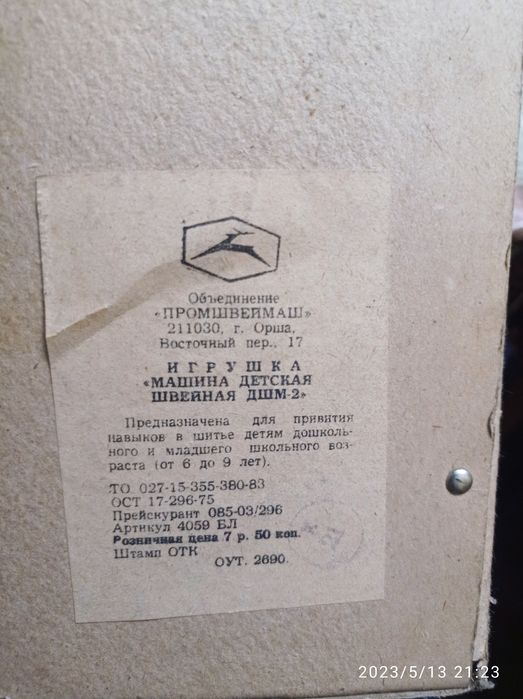 Объединение
«ПРОМШВЕЙМАШ»
211030, г. Орша,
Восточный пер., 17
ИГРУШКА
«МАШИНА ДЕТСКАЯ
ШВЕЙНАЯ ДШМ-2»
Предназначена для привития
навыков в шитье детям дошколь-
ного и младшего школьного воз-
раста (от 6 до 9 лет).
ТО 027-15-355-380-83
ОСТ 17-296-75
Прейскурант 085-03/296
Артикул 4059 БЛ
Розничная цена 7 р. 50 коп.
Штамп ОТК
ОУТ. 2690.
2023/5/13 21:23